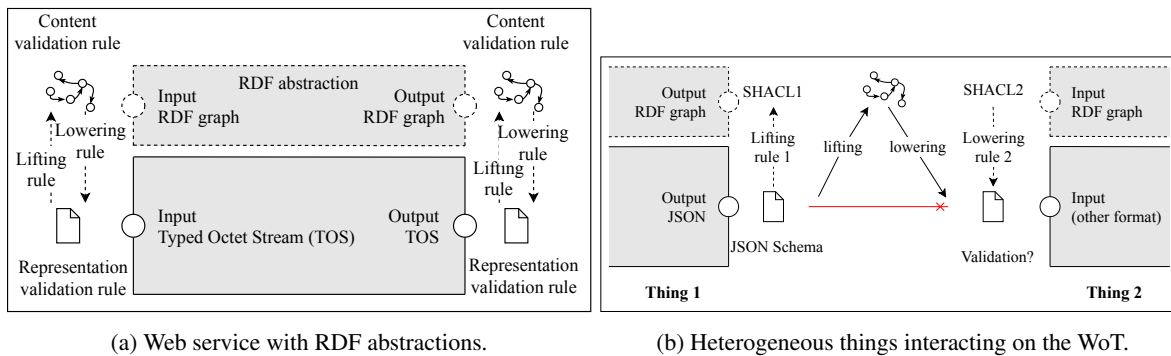 Content
validation rule
Content
validation rule
RDF abstraction
Input
RDF graph
Output
RDF graph
Lowering
rule
Lifting
rule
Lowering
rule
Lifting
rule
Input
Typed Octet Stream (TOS)
Output
TOS
Representation
validation rule
Representation
validation rule
(a) Web service with RDF abstractions.
Output
RDF graph
SHACL1
SHACL2
Input
RDF graph
Lifting
rule 1
lifting
lowering
Lowering
rule 2
Output
JSON
Input
(other format)
JSON Schema
Validation?
Thing 1
Thing 2
(b) Heterogeneous things interacting on the WoT.